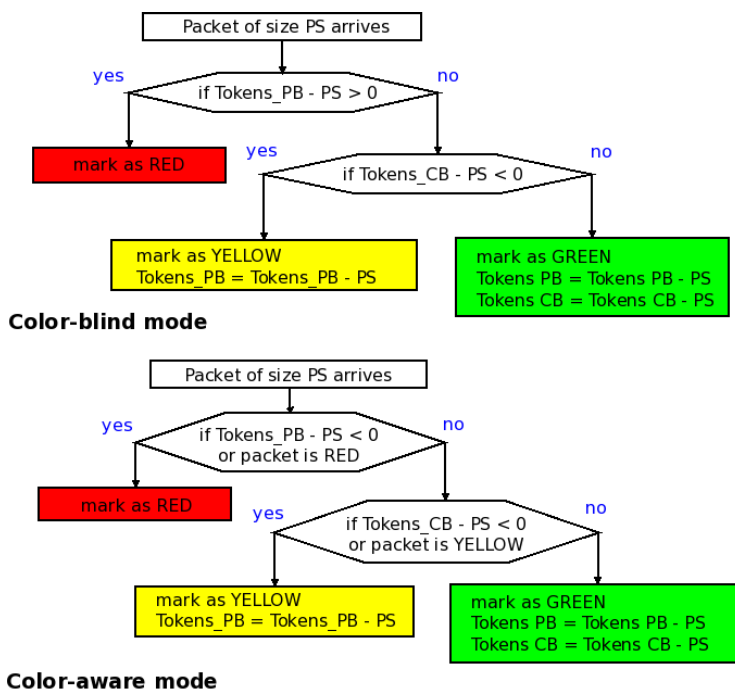 Packet of size PS arrives
yes
no
if Tokens_PB - PS > 0
mark as RED
yes
no
if Tokens_CB - PS < 0
mark as YELLOW
Tokens_PB = Tokens_PB - PS
mark as GREEN
Tokens PB = Tokens PB - PS
Tokens CB = Tokens CB - PS
Color-blind mode
Packet of size PS arrives
yes
no
if Tokens_PB - PS < 0
or packet is RED
mark as RED
yes
no
if Tokens_CB - PS < 0
or packet is YELLOW
mark as YELLOW
Tokens_PB = Tokens_PB - PS
mark as GREEN
Tokens PB = Tokens PB - PS
Tokens CB = Tokens CB - PS
Color-aware mode